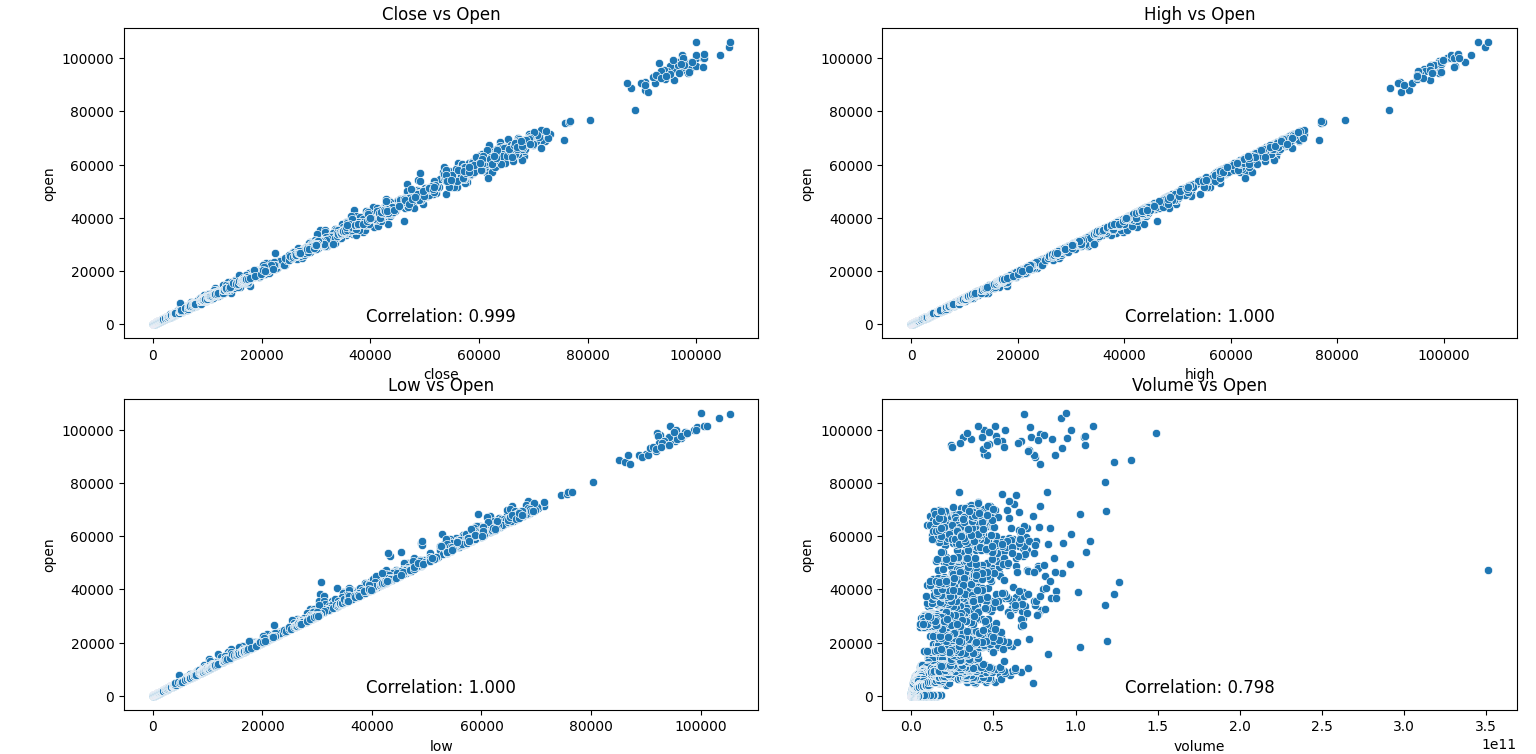 Close vs Open
100000
80000
60000
40000
20000
0
open
Correlation: 0.999
0 20000 40000 60000 80000 100000
close
High vs Open
100000
80000
60000
40000
20000
0
open
Correlation: 1.000
0 20000 40000 60000 80000 100000
high
Low vs Open
100000
80000
60000
40000
20000
0
open
Correlation: 1.000
0 20000 40000 60000 80000 100000
low
Volume vs Open
100000
80000
60000
40000
20000
0
open
Correlation: 0.798
0.0 0.5 1.0 1.5 2.0 2.5 3.0 3.5
1e11
volume